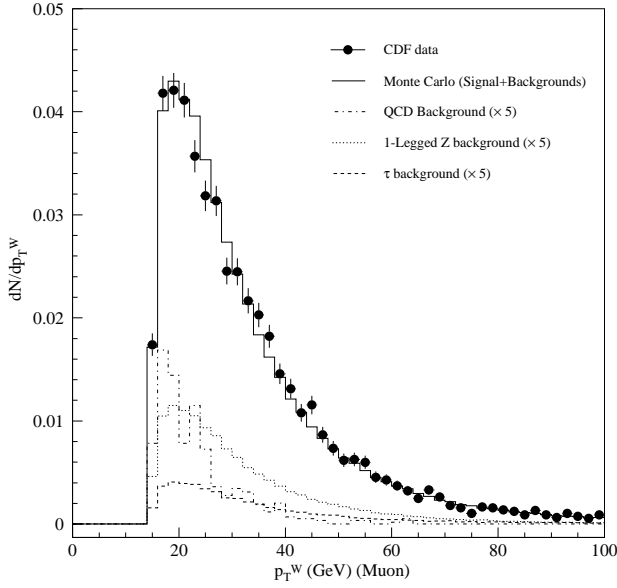 CDF data
Monte Carlo (Signal+Backgrounds)
QCD Background (× 5)
1-Legged Z background (× 5)
τ background (× 5)
dN/dp_T^W
0.05
0.04
0.03
0.02
0.01
0
0 20 40 60 80 100
p_T^W (GeV) (Muon)